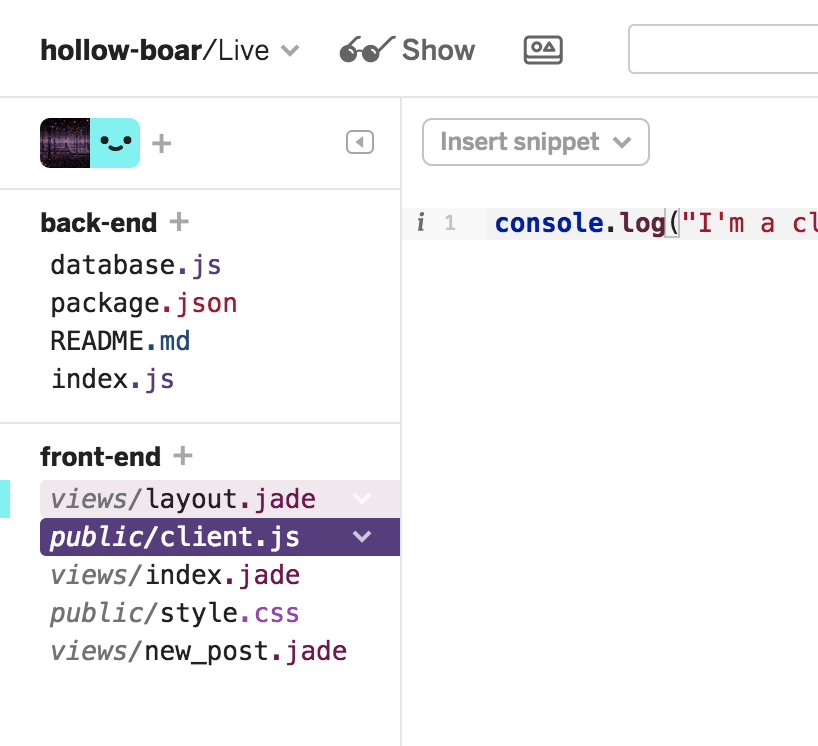 hollow-boar/Live Show
Insert snippet
back-end +
database.js
package.json
README.md
index.js
i 1 console.log("I'm a cl
front-end +
views/layout.jade
public/client.js
views/index.jade
public/style.css
views/new_post.jade